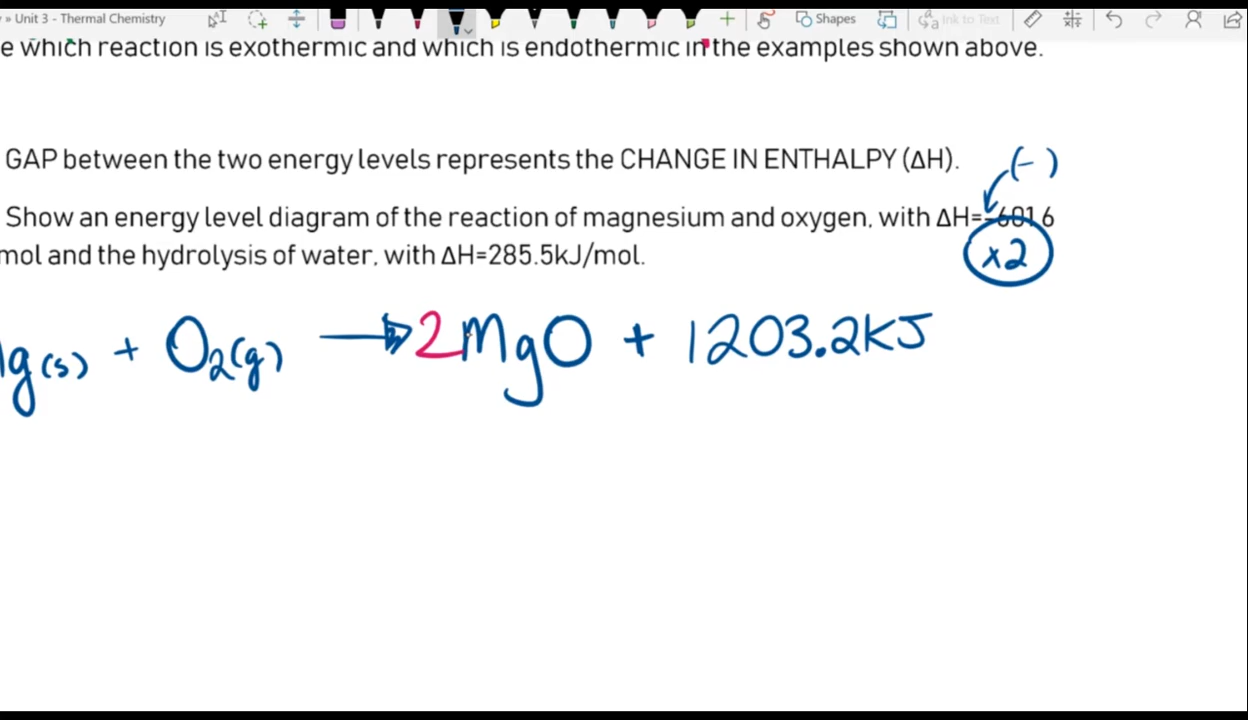 » Unit 3 - Thermal Chemistry Shapes Ink to Text
e which reaction is exothermic and which is endothermic in the examples shown above.
GAP between the two energy levels represents the CHANGE IN ENTHALPY (ΔH).
(-)
Show an energy level diagram of the reaction of magnesium and oxygen, with ΔH=-601.6
mol and the hydrolysis of water, with ΔH=285.5kJ/mol.
x2
g(s) + O2(g) → 2MgO + 1203.2KJ